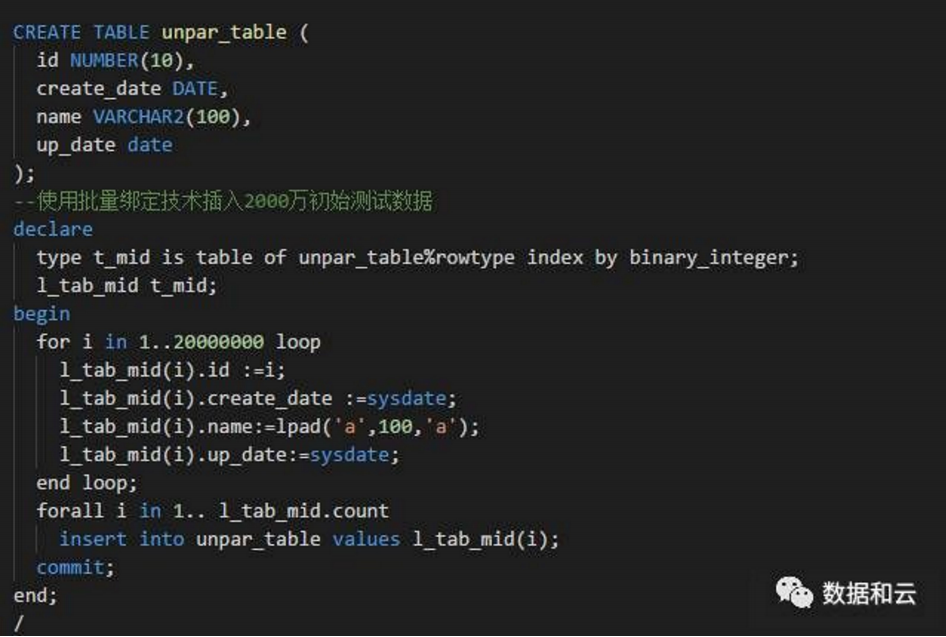 CREATE TABLE unpar_table (
  id NUMBER(10),
  create_date DATE,
  name VARCHAR2(100),
  up_date date
);
--使用批量绑定技术插入2000万初始测试数据
declare
  type t_mid is table of unpar_table%rowtype index by binary_integer;
  l_tab_mid t_mid;
begin
  for i in 1..20000000 loop
    l_tab_mid(i).id :=i;
    l_tab_mid(i).create_date :=sysdate;
    l_tab_mid(i).name:=lpad('a',100,'a');
    l_tab_mid(i).up_date:=sysdate;
  end loop;
  forall i in 1.. l_tab_mid.count
    insert into unpar_table values l_tab_mid(i);
  commit;
end;
/
数据和云